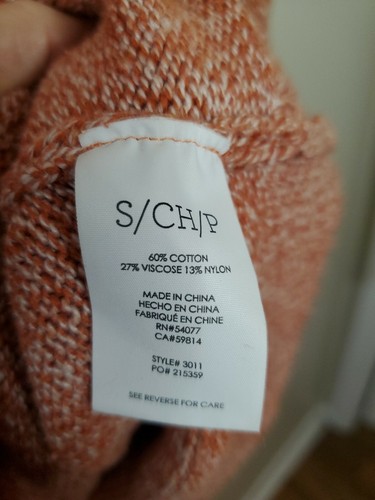 S/CH/P
60% COTTON
27% VISCOSE 13% NYLON
MADE IN CHINA
HECHO EN CHINA
FABRIQUÉ EN CHINE
RN#54077
CA#59814
STYLE# 3011
PO# 215359
SEE REVERSE FOR CARE